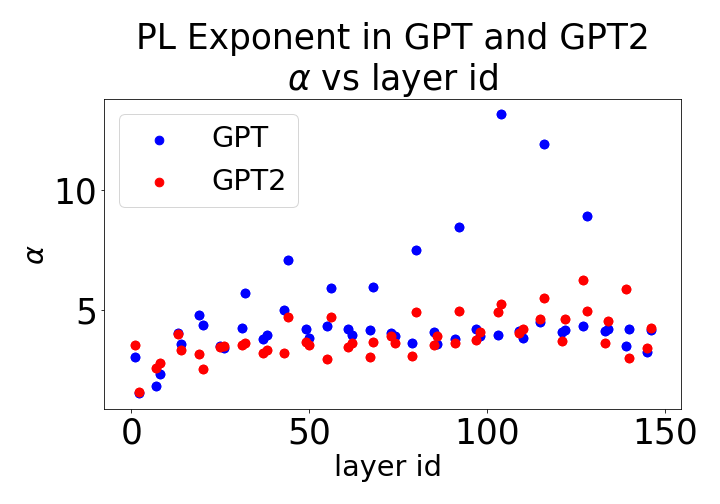 PL Exponent in GPT and GPT2
α vs layer id
GPT
GPT2
10
5
α
0 50 100 150
layer id